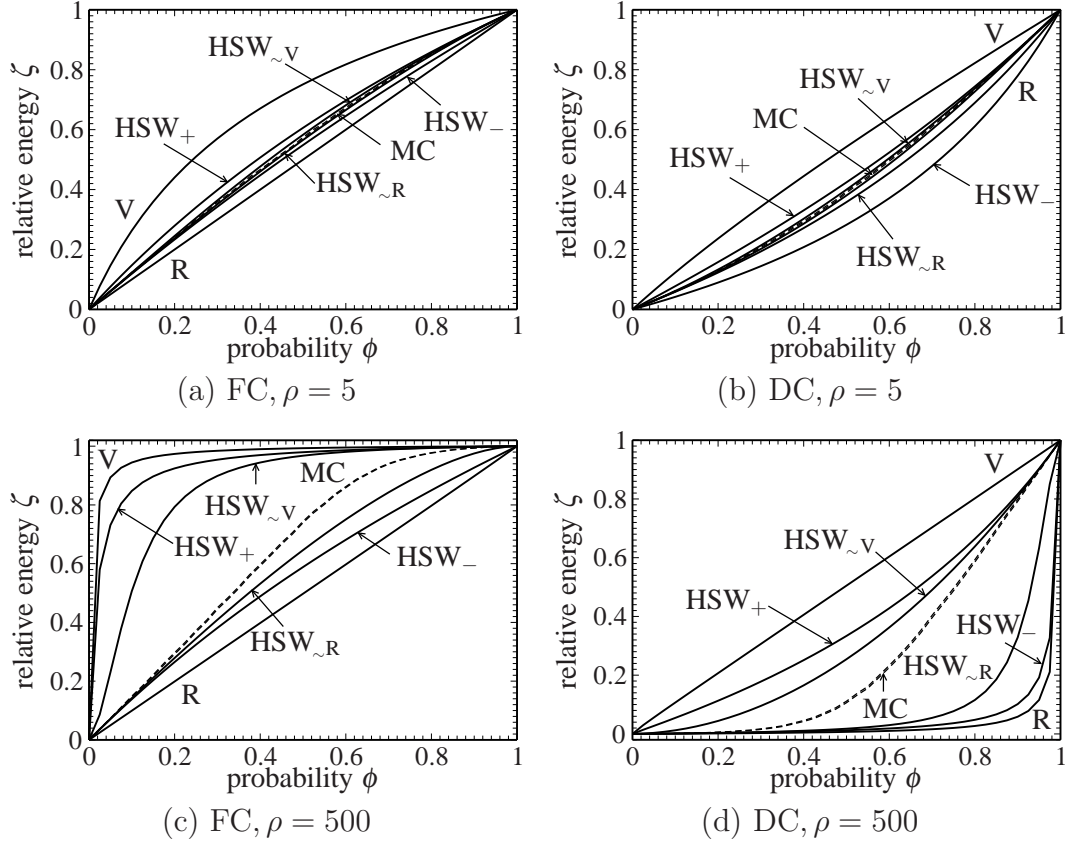 1
0.8
0.6
0.4
0.2
0
relative energy ζ
HSW~V
HSW+
V
R
HSW−
MC
HSW~R
0 0.2 0.4 0.6 0.8 1
probability ϕ
(a) FC, ρ = 5
1
0.8
0.6
0.4
0.2
0
relative energy ζ
V
HSW~V
R
MC
HSW+
HSW−
HSW~R
0 0.2 0.4 0.6 0.8 1
probability ϕ
(b) DC, ρ = 5
1
0.8
0.6
0.4
0.2
0
relative energy ζ
V
MC
HSW~V
HSW+
HSW−
HSW~R
R
0 0.2 0.4 0.6 0.8 1
probability ϕ
(c) FC, ρ = 500
1
0.8
0.6
0.4
0.2
0
relative energy ζ
V
HSW~V
HSW+
HSW−
HSW~R
MC
R
0 0.2 0.4 0.6 0.8 1
probability ϕ
(d) DC, ρ = 500